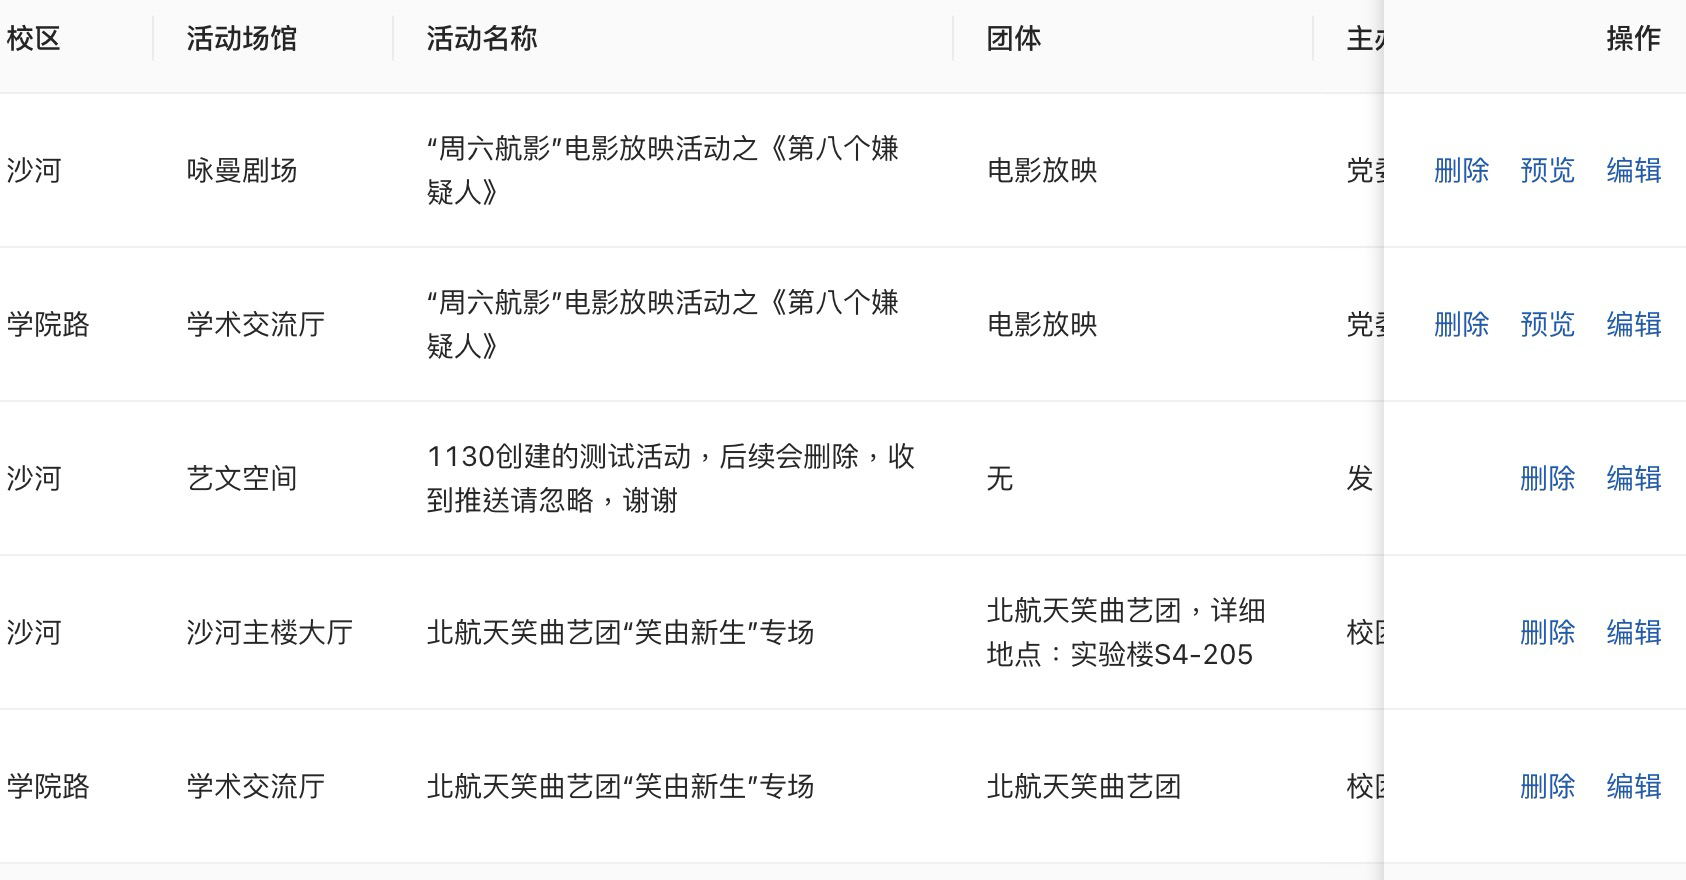 校区 活动场馆 活动名称 团体 主 操作
沙河 咏曼剧场 “周六航影”电影放映活动之《第八个嫌
疑人》 电影放映 党 删除 预览 编辑
学院路 学术交流厅 “周六航影”电影放映活动之《第八个嫌
疑人》 电影放映 党 删除 预览 编辑
沙河 艺文空间 1130创建的测试活动，后续会删除，收
到推送请忽略，谢谢 无 发 删除 编辑
沙河 沙河主楼大厅 北航天笑曲艺团“笑由新生”专场 北航天笑曲艺团，详细
地点：实验楼S4-205 校 删除 编辑
学院路 学术交流厅 北航天笑曲艺团“笑由新生”专场 北航天笑曲艺团 校 删除 编辑